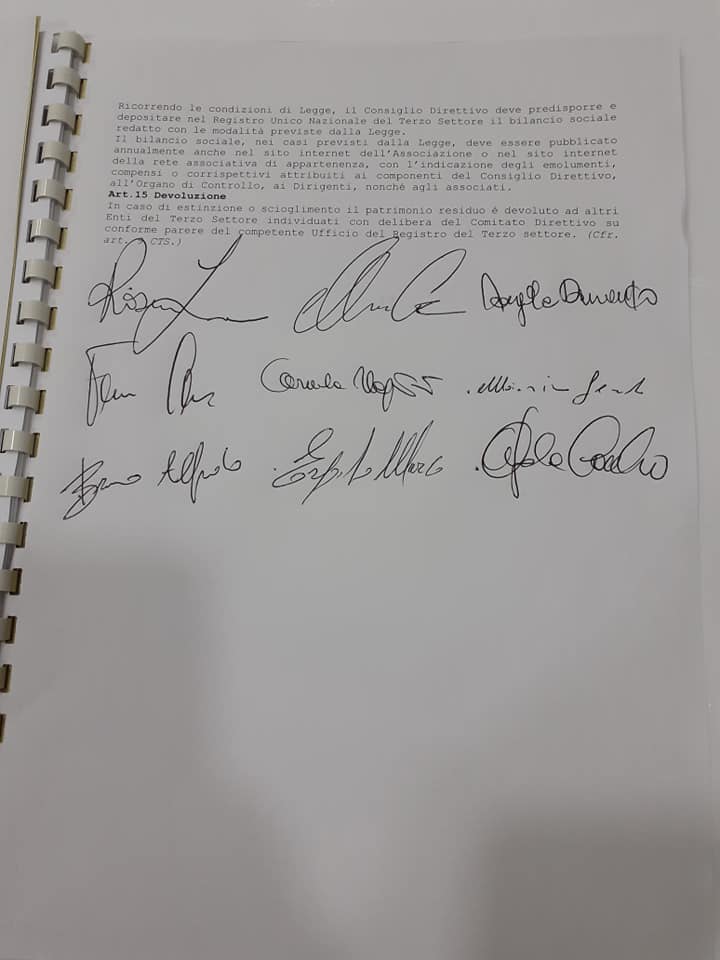 Ricorrendo le condizioni di Legge, il Consiglio Direttivo deve predisporre e
depositare nel Registro Unico Nazionale del Terzo Settore il bilancio sociale
redatto con le modalità previste dalla Legge.
Il bilancio sociale, nei casi previsti dalla Legge, deve essere pubblicato
annualmente anche nel sito internet dell'Associazione o nel sito internet
della rete associativa di appartenenza, con l'indicazione degli emolumenti,
compensi o corrispettivi attribuiti ai componenti del Consiglio Direttivo,
all'Organo di Controllo, ai Dirigenti, nonché agli associati.
Art.15 Devoluzione
In caso di estinzione o scioglimento il patrimonio residuo é devoluto ad altri
Enti del Terzo Settore individuati con delibera del Comitato Direttivo su
conforme parere del competente Ufficio del Registro del Terzo settore. (Cfr.
art. 9 CTS.)
Bruno Alfredo